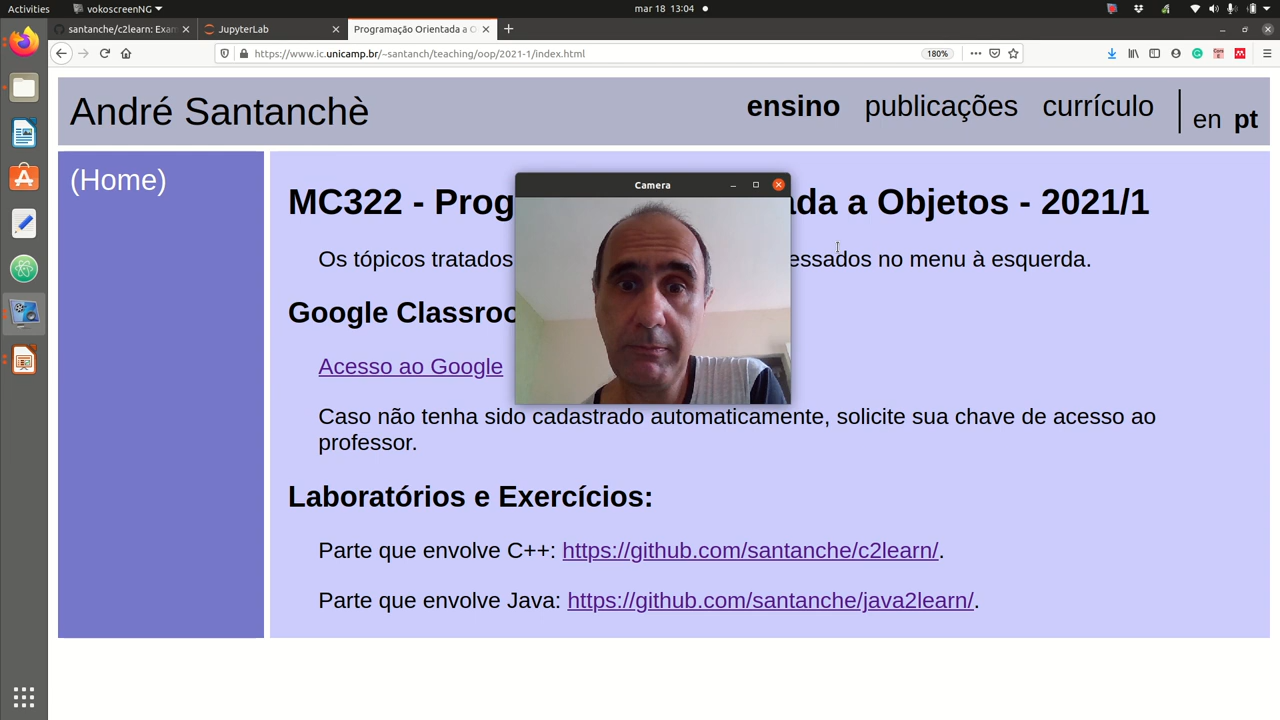 Activities vokoscreenNG mar 18 13:04
santanche/c2learn: Exam JupyterLab Programação Orientada a O
https://www.ic.unicamp.br/~santanch/teaching/oop/2021-1/index.html 180%
André Santanchè ensino publicações currículo en pt
(Home)
Camera
MC322 - Prog ada a Objetos - 2021/1
Os tópicos tratados essados no menu à esquerda.
Google Classroo
Acesso ao Google
Caso não tenha sido cadastrado automaticamente, solicite sua chave de acesso ao
professor.
Laboratórios e Exercícios:
Parte que envolve C++: https://github.com/santanche/c2learn/.
Parte que envolve Java: https://github.com/santanche/java2learn/.